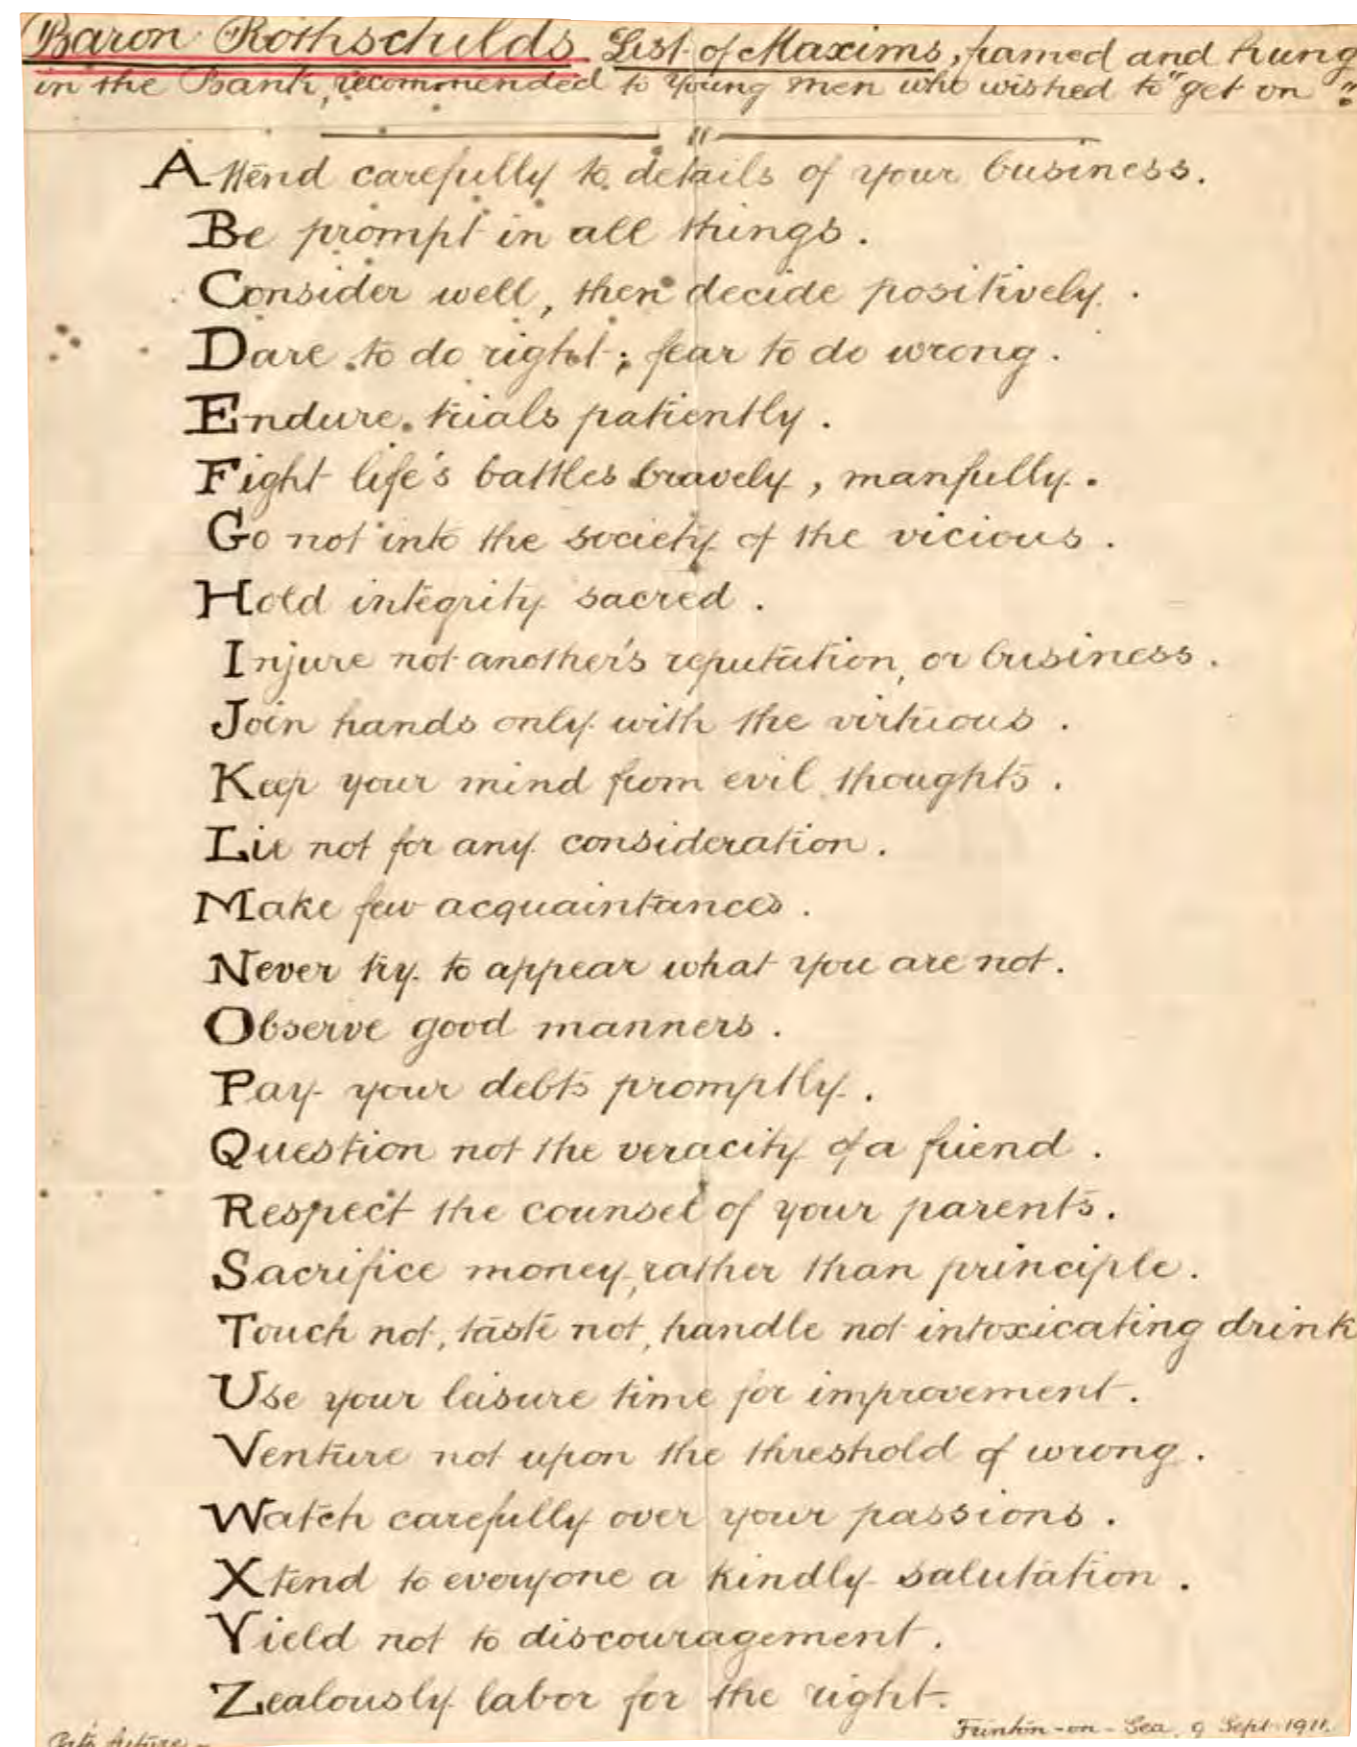 Baron Rothschilds List of Maxims, framed and hung
in the Bank, recommended to Young men who wished to "get on".
Attend carefully to details of your business.
Be prompt in all things.
Consider well, then decide positively.
Dare to do right; fear to do wrong.
Endure trials patiently.
Fight life's battles bravely, manfully.
Go not into the society of the vicious.
Hold integrity sacred.
Injure not another's reputation, or business.
Join hands only with the virtuous.
Keep your mind from evil thoughts.
Lie not for any consideration.
Make few acquaintances.
Never try to appear what you are not.
Observe good manners.
Pay your debts promptly.
Question not the veracity of a friend.
Respect the counsel of your parents.
Sacrifice money, rather than principle.
Touch not, taste not, handle not intoxicating drink
Use your leisure time for improvement.
Venture not upon the threshold of wrong.
Watch carefully over your passions.
Xtend to everyone a kindly salutation.
Yield not to discouragement.
Zealously labor for the right.
Frinton-on-Sea, 9 Sept 1911.